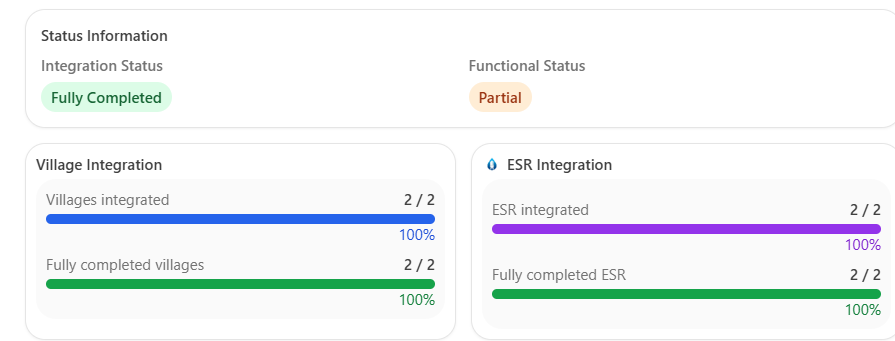 Status Information
Integration Status
Functional Status
Fully Completed
Partial
Village Integration
Villages integrated 2 / 2
100%
Fully completed villages 2 / 2
100%
ESR Integration
ESR integrated 2 / 2
100%
Fully completed ESR 2 / 2
100%